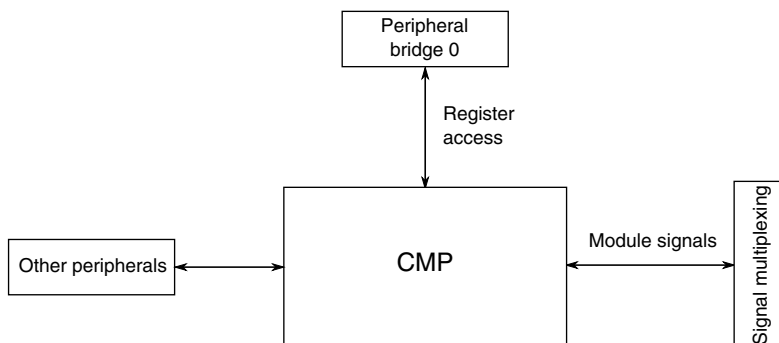 Peripheral
bridge 0
Register
access
Other peripherals
CMP
Module signals
Signal multiplexing